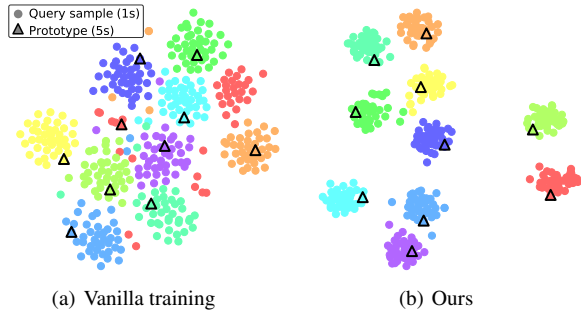 Query sample (1s)
Prototype (5s)
(a) Vanilla training
(b) Ours